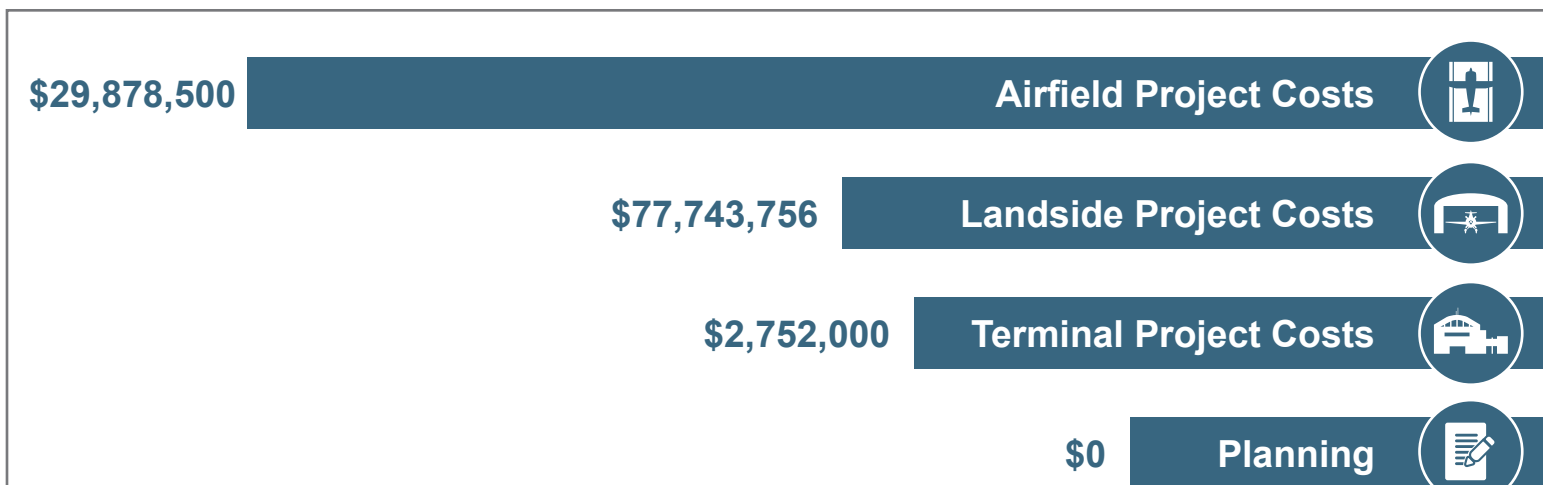 $29,878,500 Airfield Project Costs
$77,743,756 Landside Project Costs
$2,752,000 Terminal Project Costs
$0 Planning